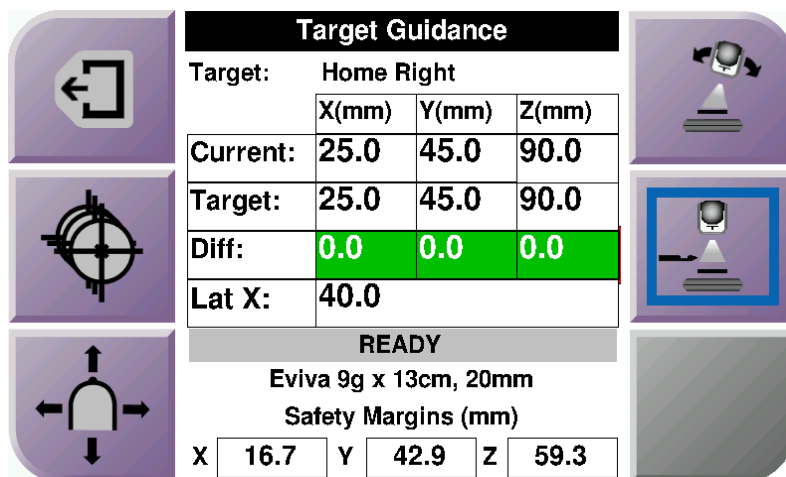 Target Guidance
Target: Home Right
X(mm) Y(mm) Z(mm)
Current: 25.0 45.0 90.0
Target: 25.0 45.0 90.0
Diff: 0.0 0.0 0.0
Lat X: 40.0
READY
Eviva 9g x 13cm, 20mm
Safety Margins (mm)
X 16.7 Y 42.9 Z 59.3